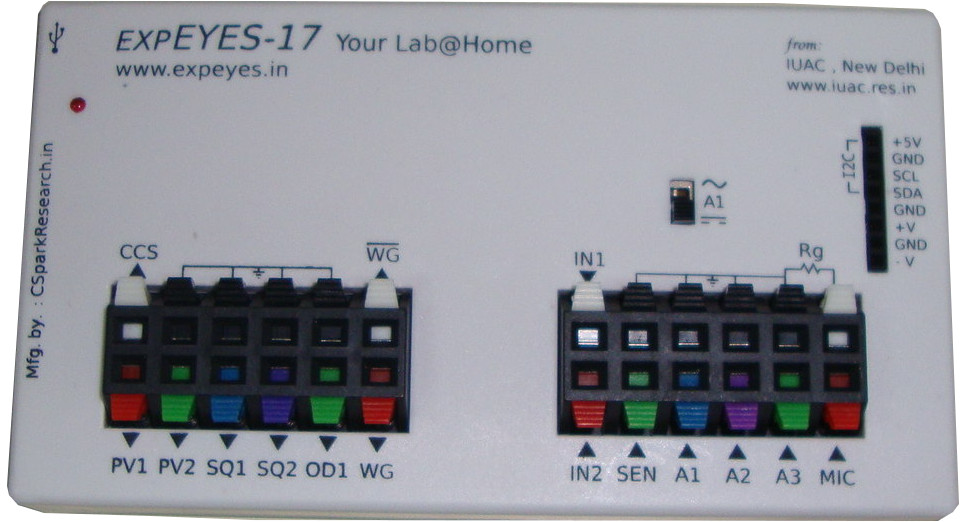 EXPEYES-17 Your Lab@Home
www.expeyes.in
from:
IUAC , New Delhi
www.iuac.res.in
Mfg. by. : CSparkResearch.in
I2C
+5V
GND
SCL
SDA
GND
+V
GND
- V
A1
CCS
WG
IN1
Rg
PV1 PV2 SQ1 SQ2 OD1 WG
IN2 SEN A1 A2 A3 MIC